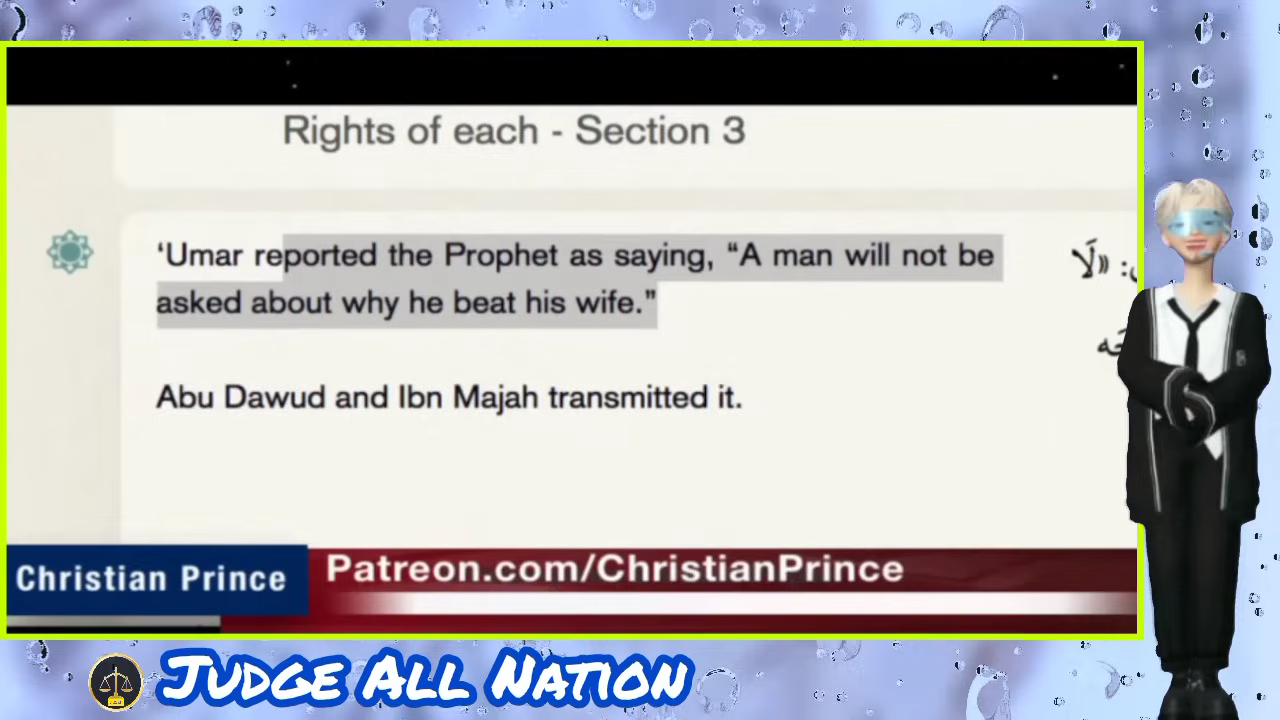 Rights of each - Section 3
‘Umar reported the Prophet as saying, “A man will not be
asked about why he beat his wife.”
Abu Dawud and Ibn Majah transmitted it.
: «لَا
Christian Prince
Patreon.com/ChristianPrince
JUDGE ALL NATION